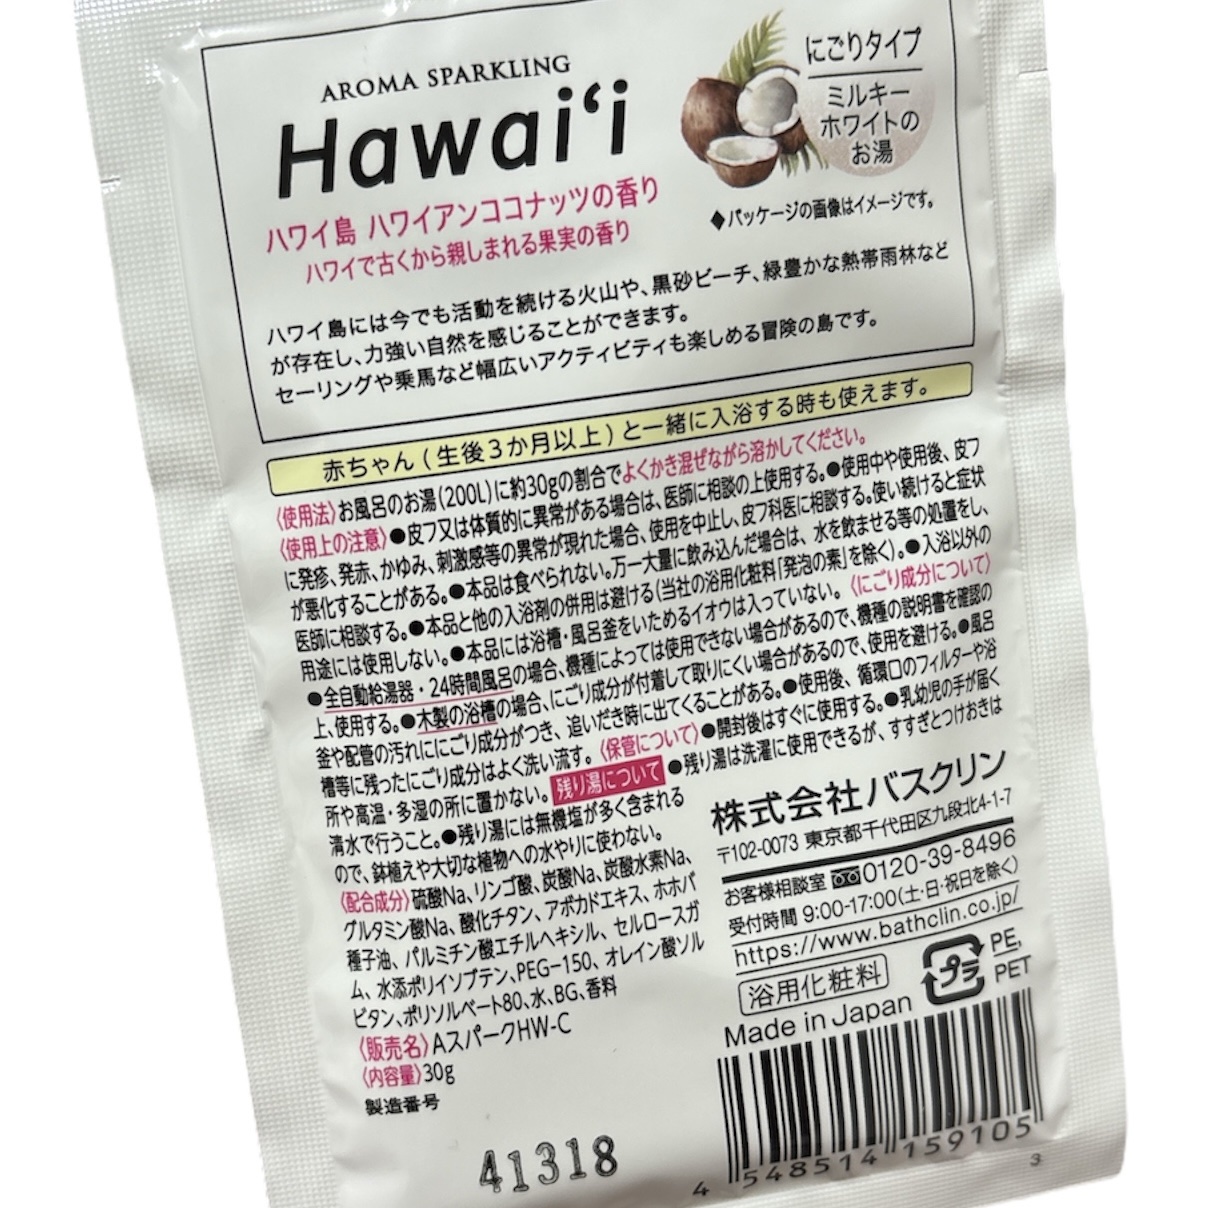 AROMA SPARKLING
Hawaiʻi
ハワイ島 ハワイアンココナッツの香り
ハワイで古くから親しまれる果実の香り
にごりタイプ
ミルキー
ホワイトの
お湯
◆パッケージの画像はイメージです。
ハワイ島には今でも活動を続ける火山や、黒砂ビーチ、緑豊かな熱帯雨林など
が存在し、力強い自然を感じることができます。
セーリングや乗馬など幅広いアクティビティも楽しめる冒険の島です。
赤ちゃん(生後3か月以上)と一緒に入浴する時も使えます。
〈使用法〉お風呂のお湯(200L)に約30gの割合でよくかき混ぜながら溶かしてください。
〈使用上の注意〉●皮フ又は体質的に異常がある場合は、医師に相談の上使用する。●使用中や使用後、皮フ
に発疹、発赤、かゆみ、刺激感等の異常が現れた場合、使用を中止し、皮フ科医に相談する。使い続けると症状
が悪化することがある。●本品は食べられない。万一大量に飲み込んだ場合は、水を飲ませる等の処置をし、
医師に相談する。●本品と他の入浴剤の併用は避ける(当社の浴用化粧料「発泡の素」を除く)。●入浴以外の
用途には使用しない。●本品には浴槽・風呂釜をいためるイオウは入っていない。〈にごり成分について〉
●全自動給湯器・24時間風呂の場合、機種によっては使用できない場合があるので、機種の説明書を確認の
上、使用する。●木製の浴槽の場合、にごり成分が付着して取りにくい場合があるので、使用を避ける。●風呂
釜や配管の汚れににごり成分がつき、追いだき時に出てくることがある。●使用後、循環口のフィルターや浴
槽等に残ったにごり成分はよく洗い流す。〈保管について〉●開封後はすぐに使用する。●乳幼児の手が届く
所や高温・多湿の所に置かない。残り湯について●残り湯は洗濯に使用できるが、すすぎとつけおきは
清水で行うこと。●残り湯には無機塩が多く含まれる
ので、鉢植えや大切な植物への水やりに使わない。
〈配合成分〉硫酸Na、リンゴ酸、炭酸Na、炭酸水素Na、
グルタミン酸Na、酸化チタン、アボカドエキス、ホホバ
種子油、パルミチン酸エチルヘキシル、セルロースガ
ム、水添ポリイソブテン、PEG-150、オレイン酸ソル
ビタン、ポリソルベート80、水、BG、香料
〈販売名〉AスパークHW-C
〈内容量〉30g
製造番号
41318
株式会社バスクリン
〒102-0073 東京都千代田区九段北4-1-7
お客様相談室 0120-39-8496
受付時間 9:00-17:00(土・日・祝日を除く)
https://www.bathclin.co.jp/
浴用化粧料
プラ
PE,
PET
Made in Japan
4 548514 159105
3